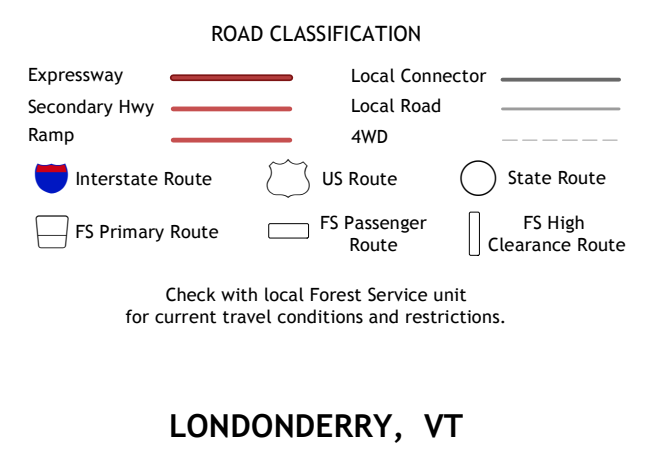 ROAD CLASSIFICATION
Expressway
Local Connector
Secondary Hwy
Local Road
Ramp
4WD
Interstate Route
US Route
State Route
FS Primary Route
FS Passenger
Route
FS High
Clearance Route
Check with local Forest Service unit
for current travel conditions and restrictions.
LONDONDERRY, VT